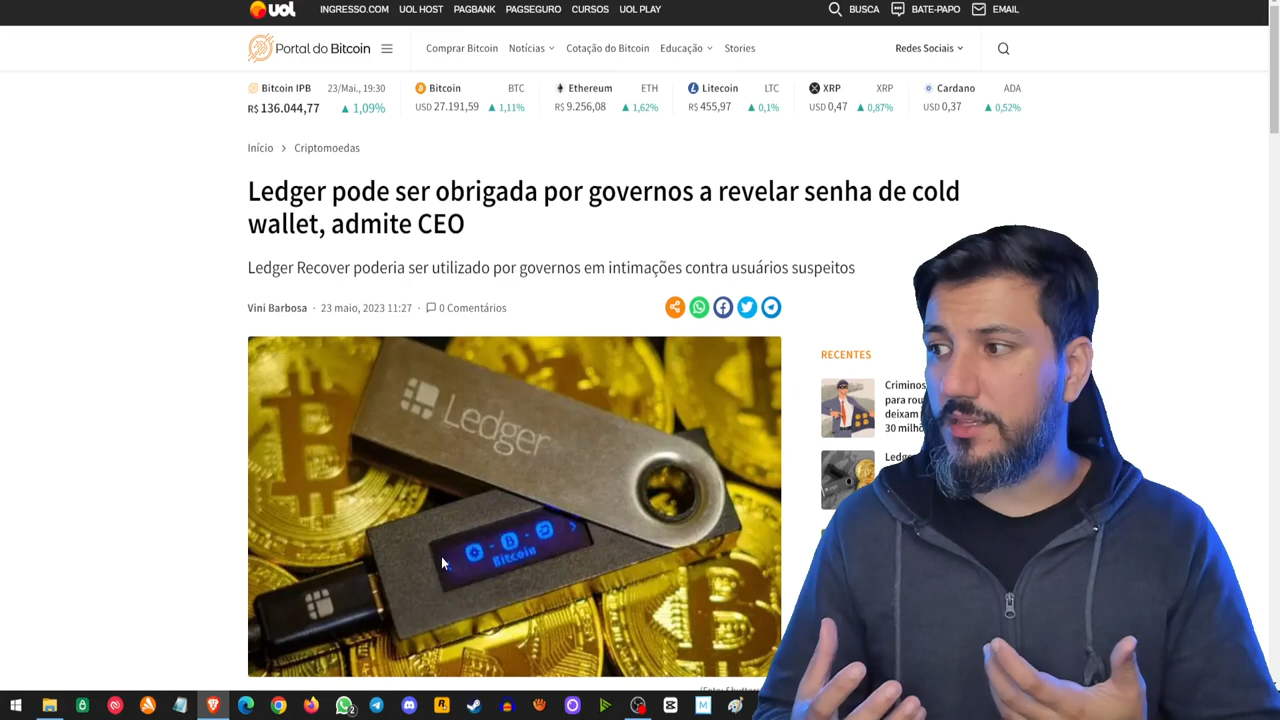 uol INGRESSO.COM UOL HOST PAGBANK PAGSEGURO CURSOS UOL PLAY BUSCA BATE-PAPO EMAIL
Portal do Bitcoin Comprar Bitcoin Notícias Cotação do Bitcoin Educação Stories Redes Sociais
Bitcoin IPB 23/Mai., 19:30 Bitcoin BTC Ethereum ETH Litecoin LTC XRP XRP Cardano ADA
R$ 136.044,77 ▲ 1,09% USD 27.191,59 ▲ 1,11% R$ 9.256,08 ▲ 1,62% R$ 455,97 ▲ 0,1% USD 0,47 ▲ 0,87% USD 0,37 ▲ 0,52%
Início > Criptomoedas
Ledger pode ser obrigada por governos a revelar senha de cold
wallet, admite CEO
Ledger Recover poderia ser utilizado por governos em intimações contra usuários suspeitos
Vini Barbosa · 23 maio, 2023 11:27 · 0 Comentários
Ledger
Bitcoin
RECENTES
Criminos
para rou
deixam
30 milhõ
Ledg
(Foto: Shutter
2